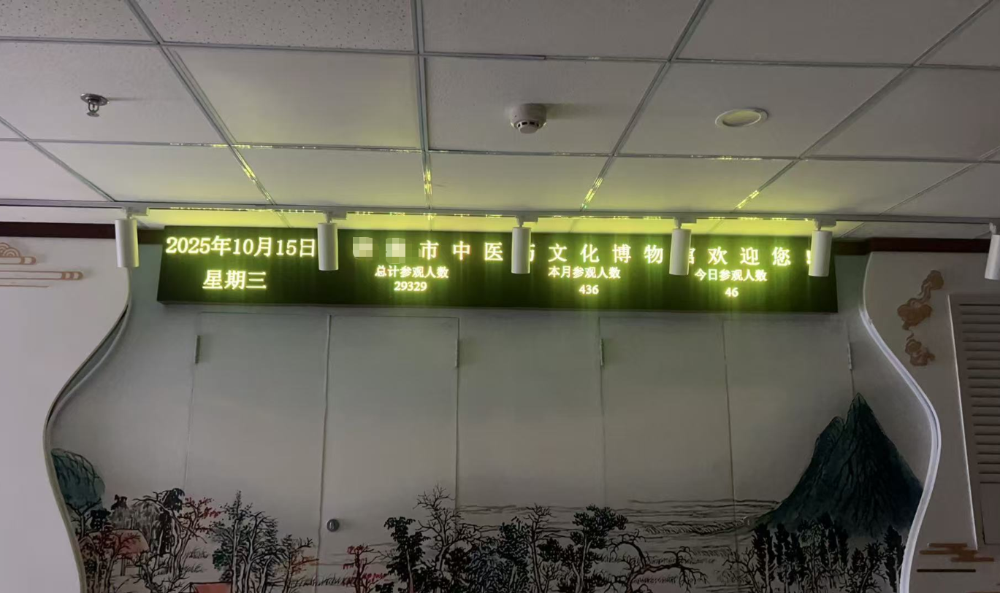 2025年10月15日
星期三
市中医药文化博物馆欢迎您！
总计参观人数
29329
本月参观人数
436
今日参观人数
46